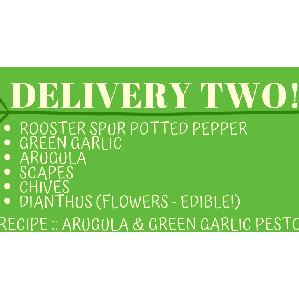 DELIVERY TWO!
• ROOSTER SPUR POTTED PEPPER
• GREEN GARLIC
• ARUGULA
• SCAPES
• CHIVES
• DIANTHUS (FLOWERS - EDIBLE!)
RECIPE :: ARUGULA & GREEN GARLIC PESTO